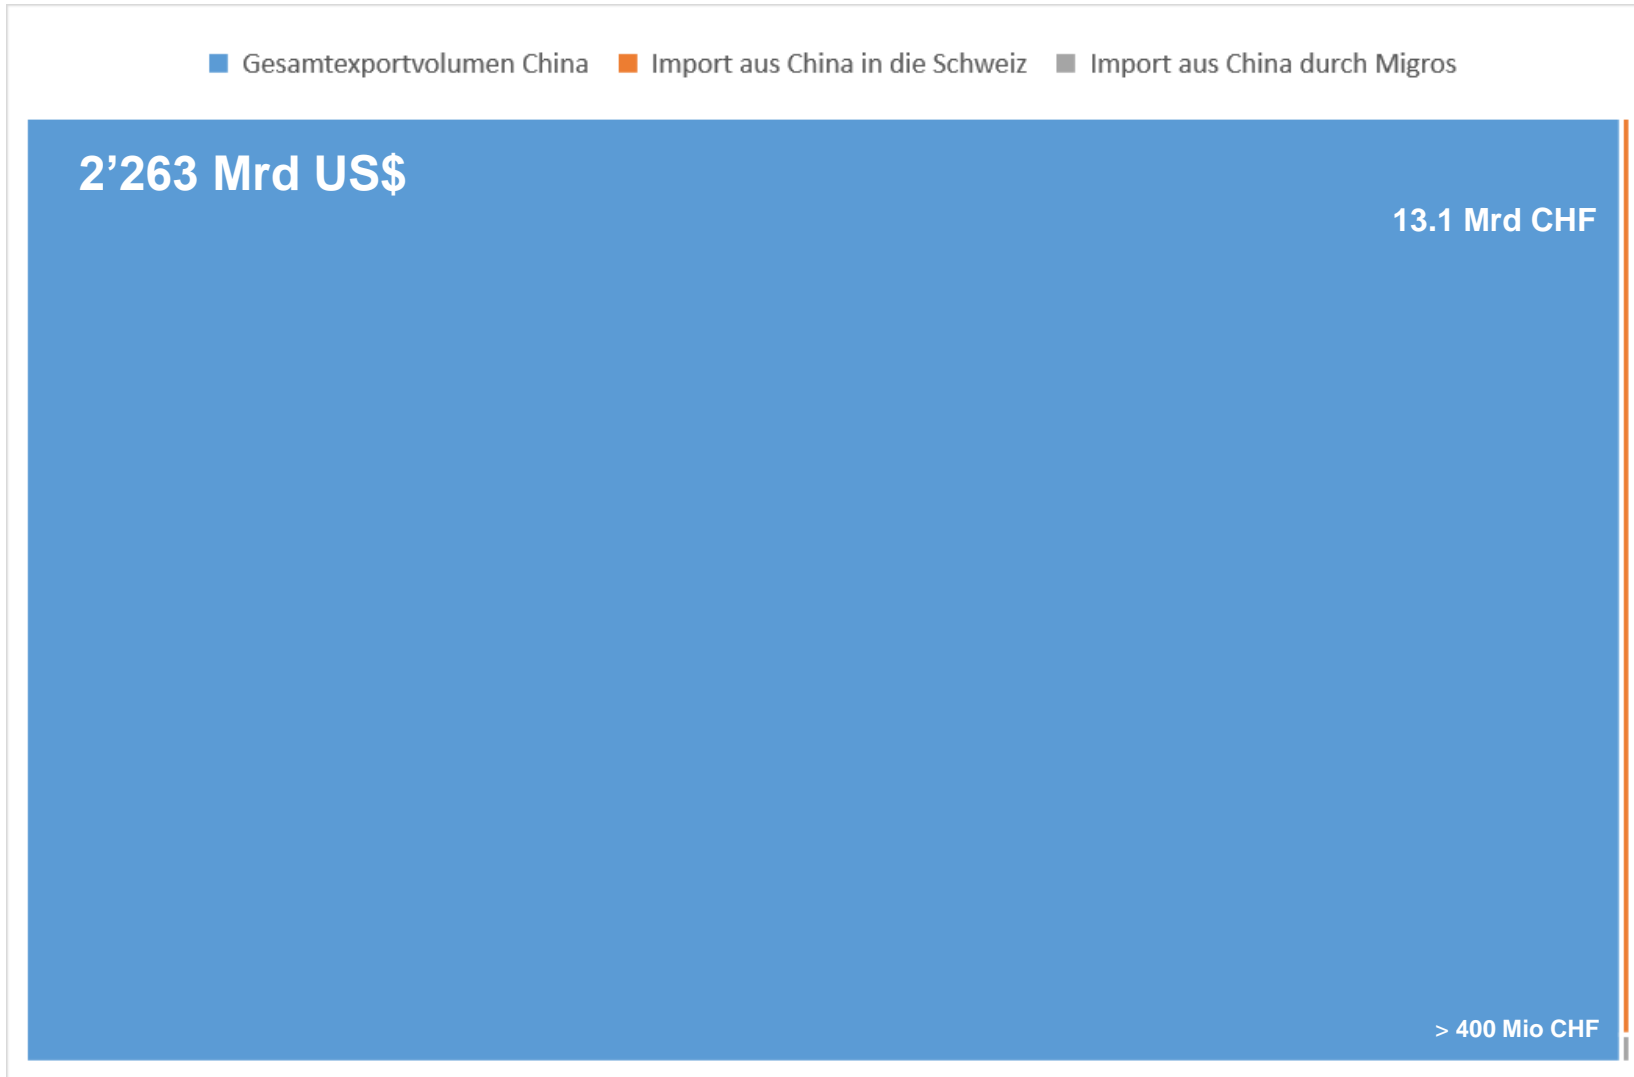 Gesamtexportvolumen China
Import aus China in die Schweiz
Import aus China durch Migros
2’263 Mrd US$
13.1 Mrd CHF
> 400 Mio CHF